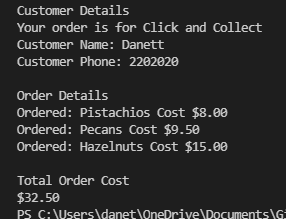 Customer Details
Your order is for Click and Collect
Customer Name: Danett
Customer Phone: 2202020
Order Details
Ordered: Pistachios Cost $8.00
Ordered: Pecans Cost $9.50
Ordered: Hazelnuts Cost $15.00
Total Order Cost
$32.50
PS C:\Users\danet\OneDrive\Documents\Gi